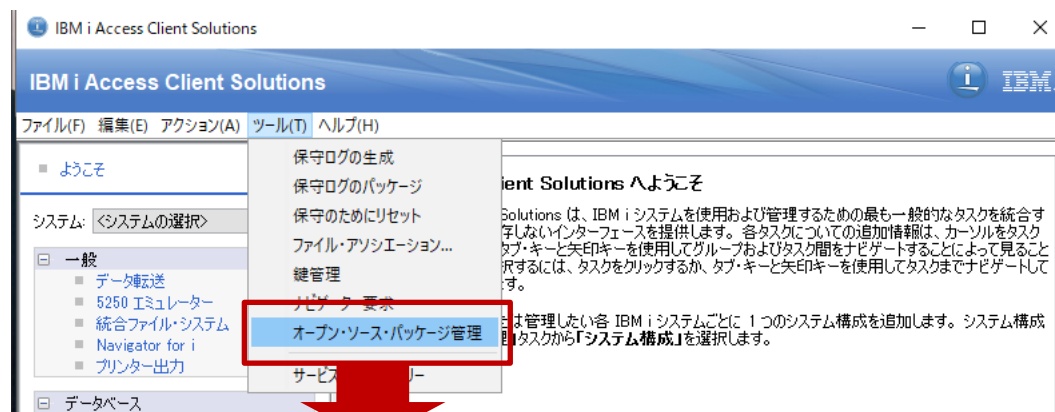 IBM i Access Client Solutions
IBM i Access Client Solutions
IBM.
ファイル(F) 編集(E) アクション(A) ツール(T) ヘルプ(H)
ようこそ
システム: <システムの選択>
一般
データ転送
5250 エミュレーター
統合ファイル・システム
Navigator for i
プリンター出力
データベース
保守ログの生成
保守ログのパッケージ
保守のためにリセット
ファイル・アソシエーション...
鍵管理
ナビゲーター要求
オープン・ソース・パッケージ管理
サービス
ient Solutions へようこそ
Solutions は、IBM i システムを使用および管理するための最も一般的なタスクを統合す
存しないインターフェースを提供します。各タスクについての追加情報は、カーソルをタスク
タブ・キーと矢印キーを使用してグループおよびタスク間をナビゲートすることによって見ること
択するには、タスクをクリックするか、タブ・キーと矢印キーを使用してタスクまでナビゲートして
す。
は管理したい各 IBM i システムごとに 1 つのシステム構成を追加します。システム構成
理」タスクから「システム構成」を選択します。